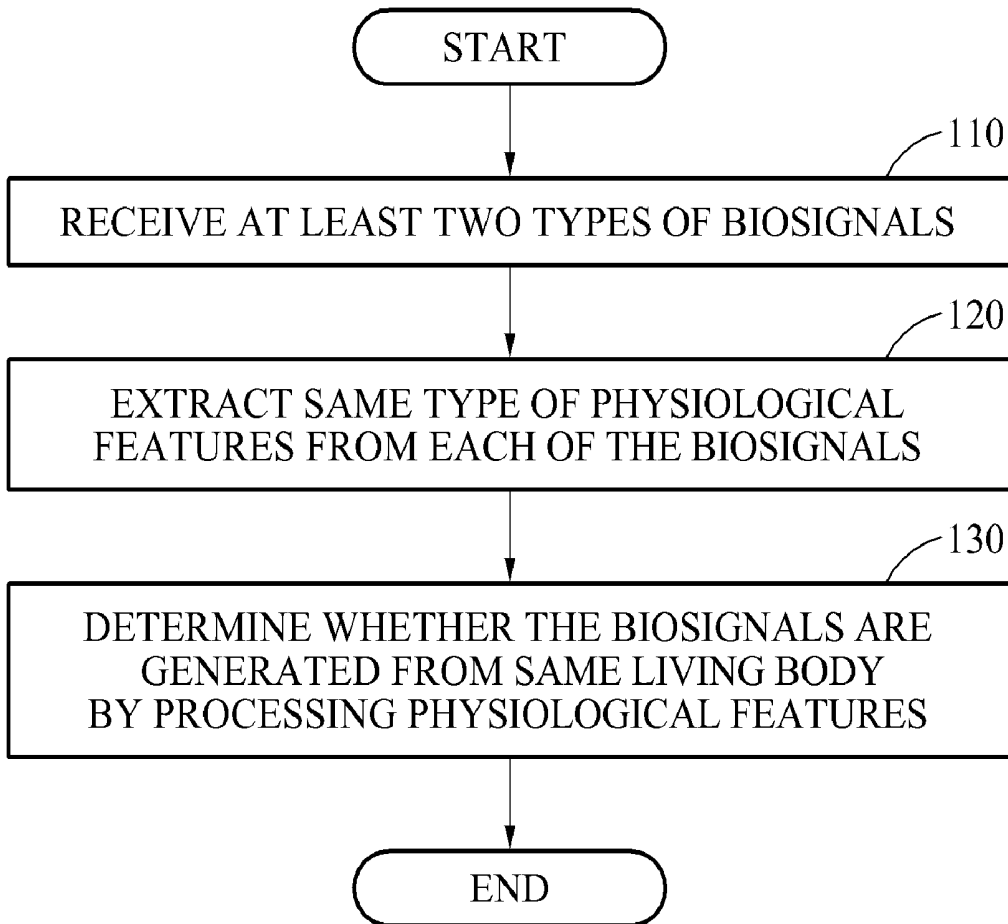 START
110
RECEIVE AT LEAST TWO TYPES OF BIOSIGNALS
120
EXTRACT SAME TYPE OF PHYSIOLOGICAL
FEATURES FROM EACH OF THE BIOSIGNALS
130
DETERMINE WHETHER THE BIOSIGNALS ARE
GENERATED FROM SAME LIVING BODY
BY PROCESSING PHYSIOLOGICAL FEATURES
END